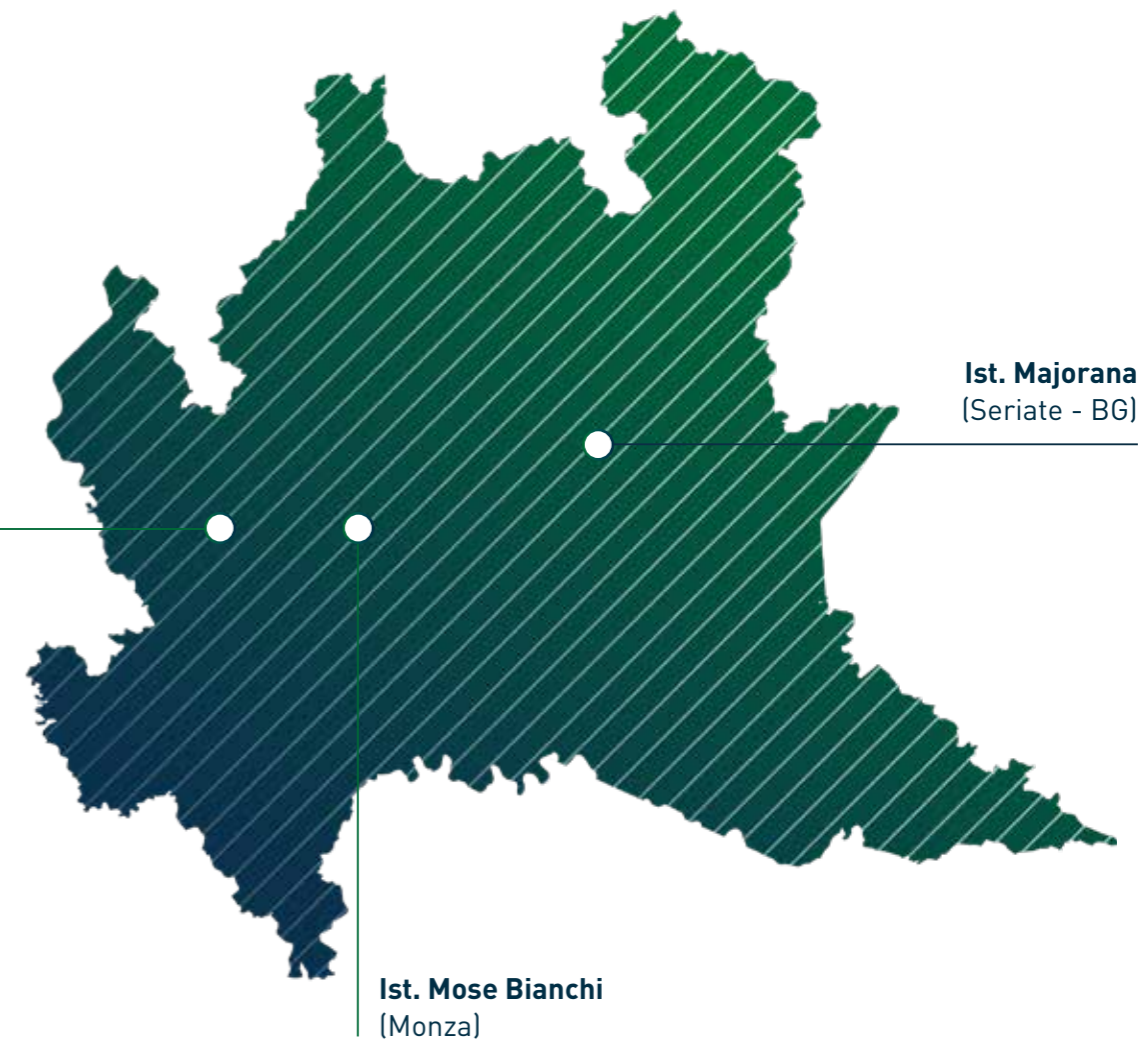 Ist. Majorana
(Seriate - BG)
Ist. Mose Bianchi
(Monza)